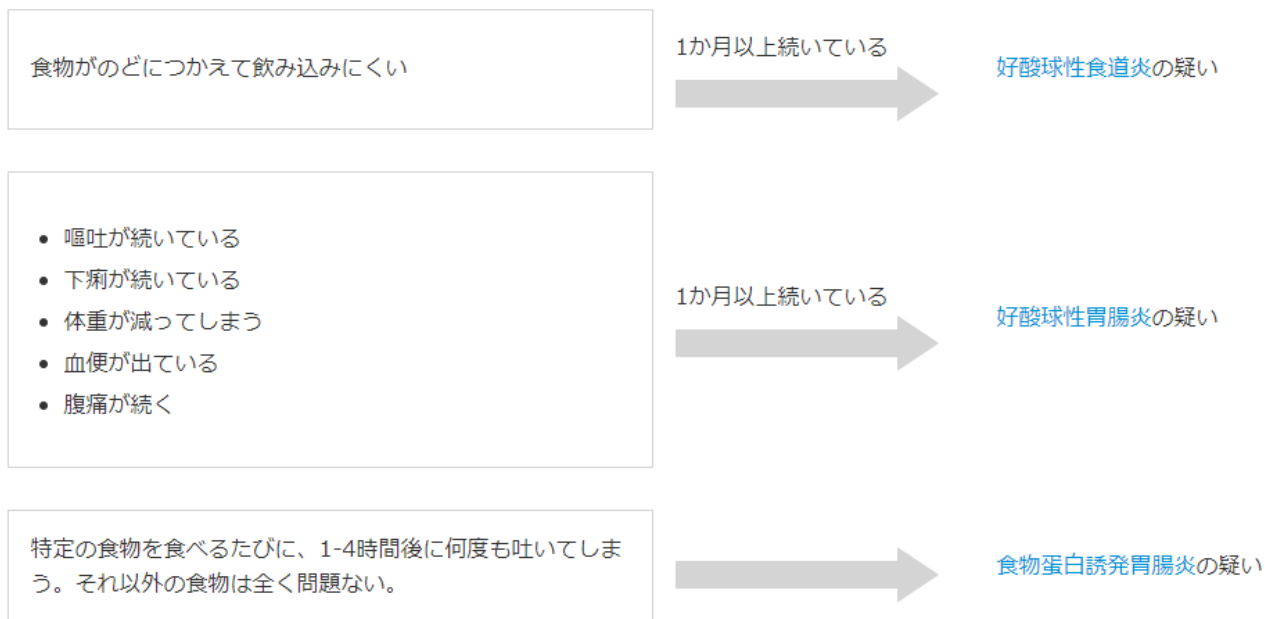 食物がのどにつかえて飲み込みにくい
1か月以上続いている
好酸球性食道炎の疑い
• 嘔吐が続いている
• 下痢が続いている
• 体重が減ってしまう
• 血便が出ている
• 腹痛が続く
1か月以上続いている
好酸球性胃腸炎の疑い
特定の食物を食べるたびに、1-4時間後に何度も吐いてしま
う。それ以外の食物は全く問題ない。
食物蛋白誘発胃腸炎の疑い